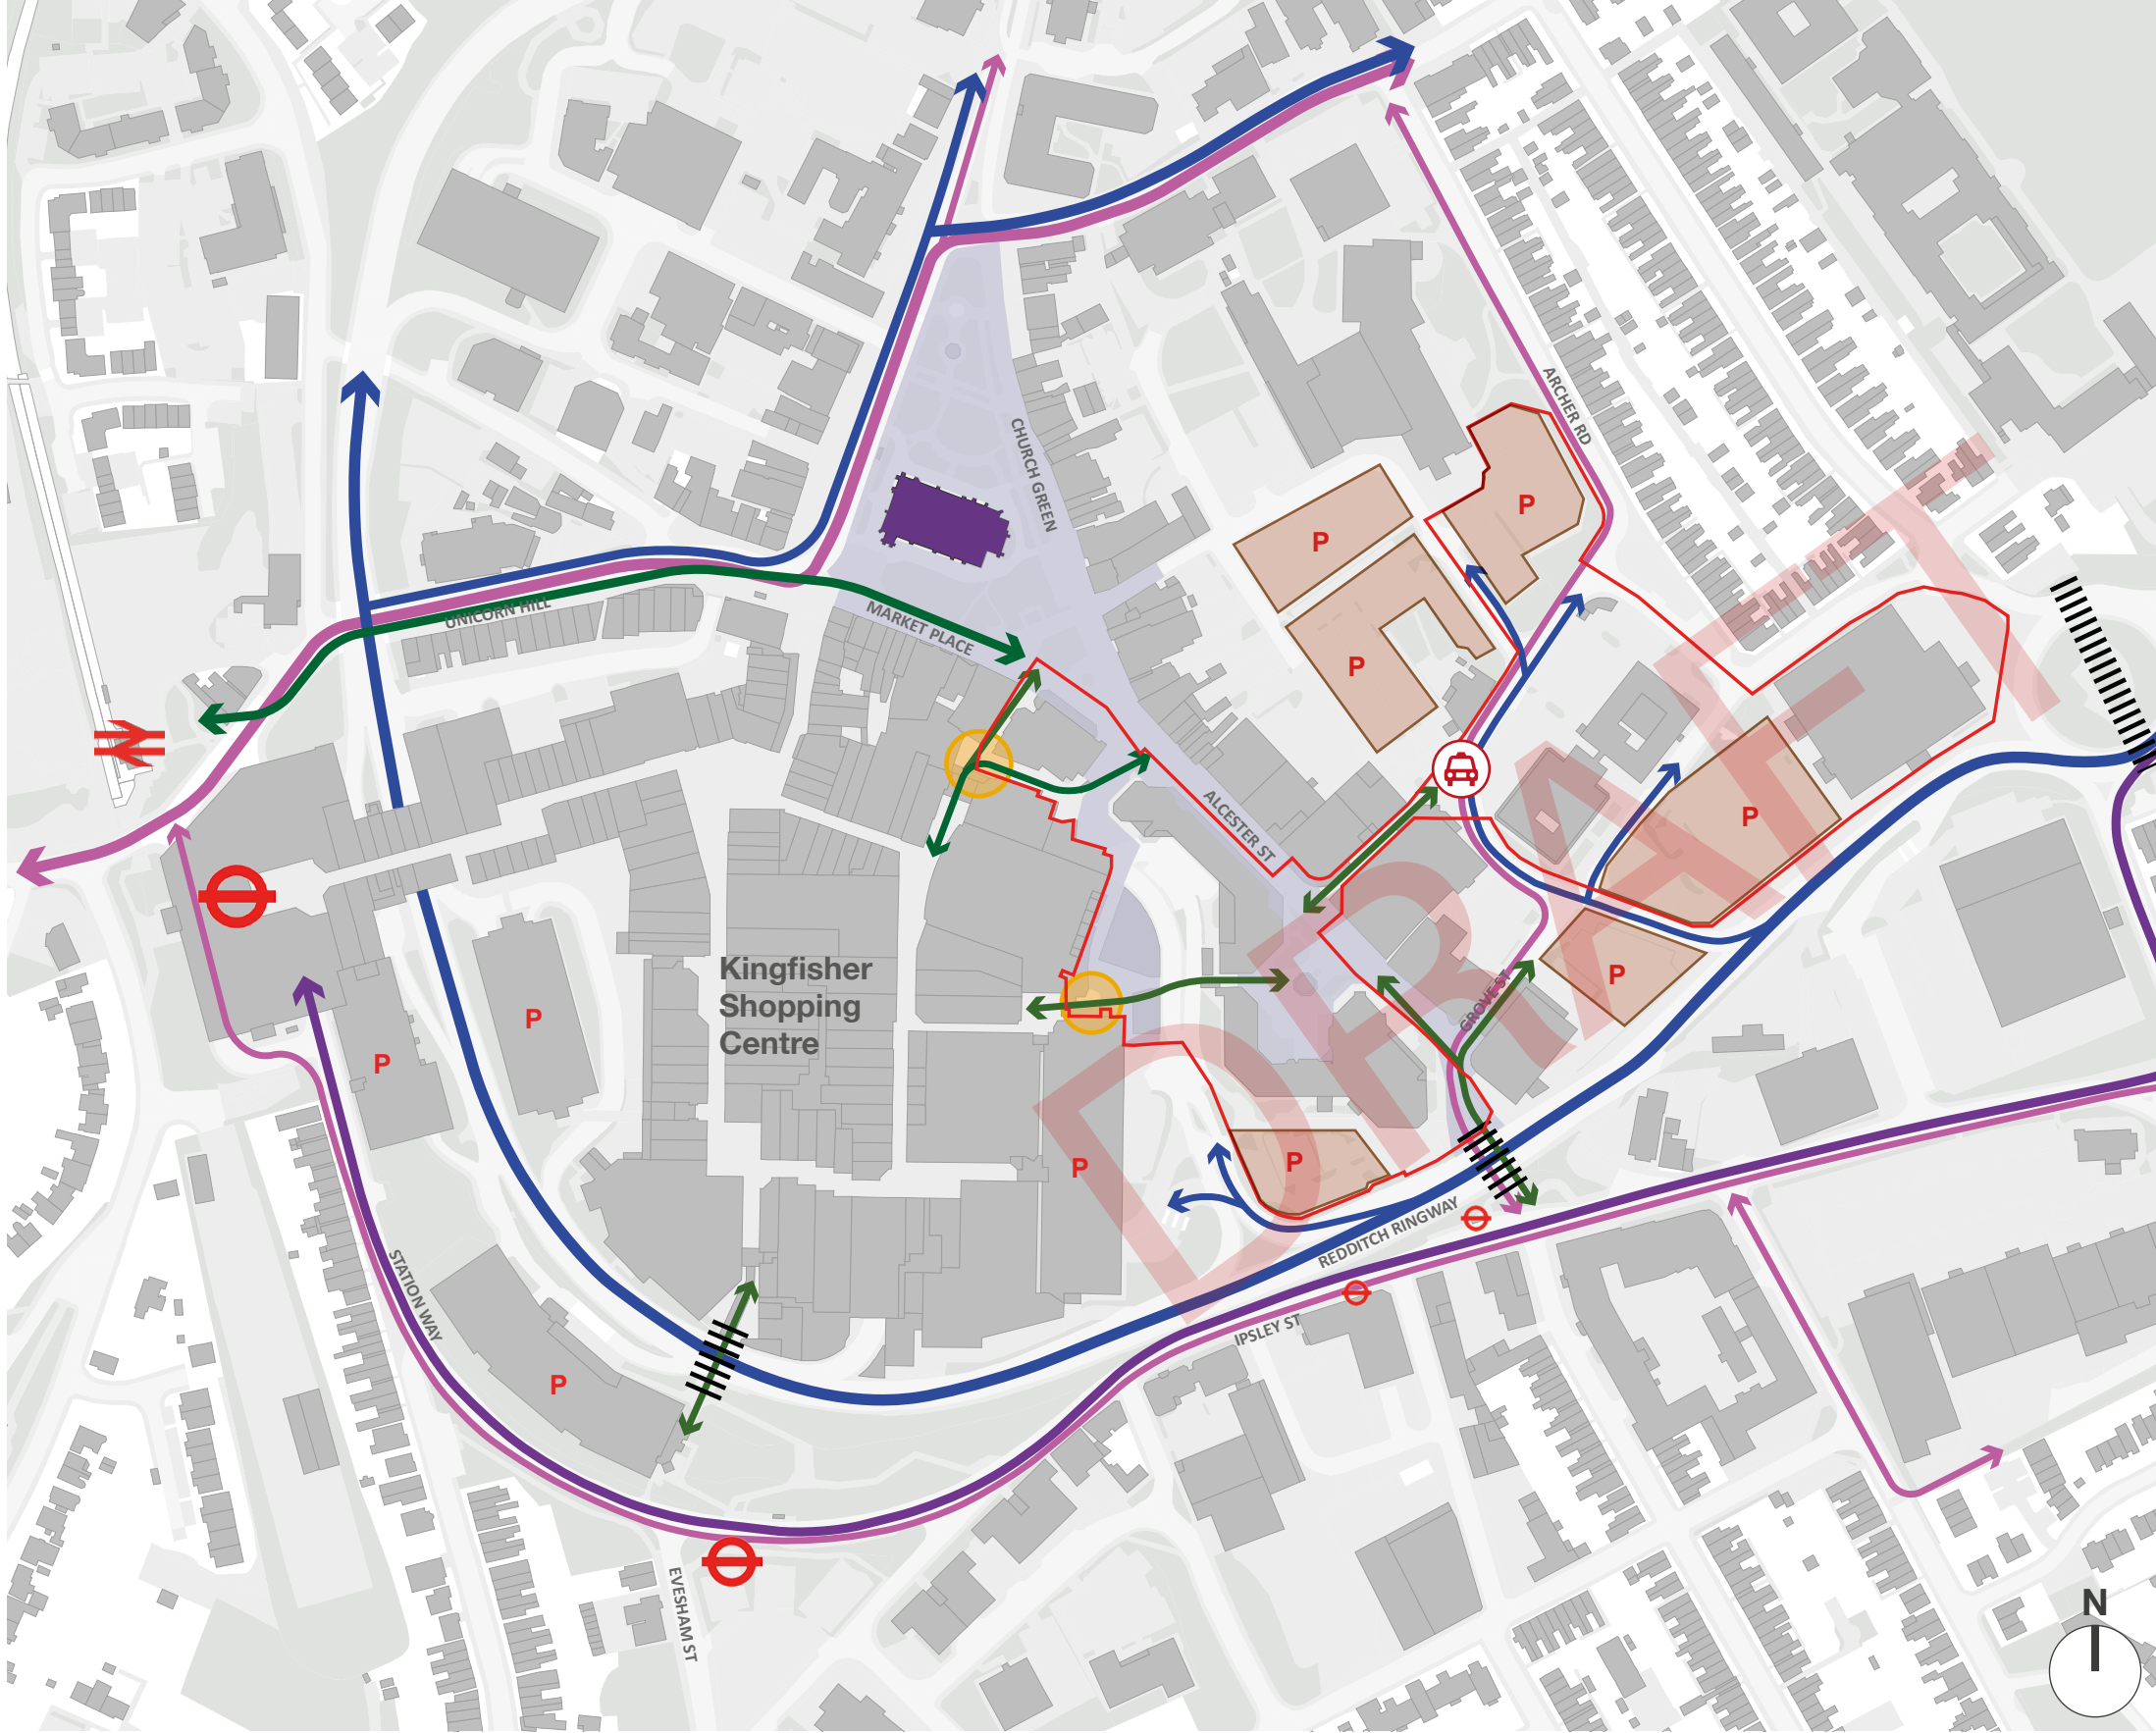 ARCHER RD
CHURCH GREEN
P
P
UNICORN HILL
MARKET PLACE
P
ALCESTER ST
P
Kingfisher
Shopping
Centre
P
GROVE ST
P
P
P
P
DRAFT
REDDITCH RINGWAY
STATION WAY
IPSLEY ST
P
EVESHAM ST
N